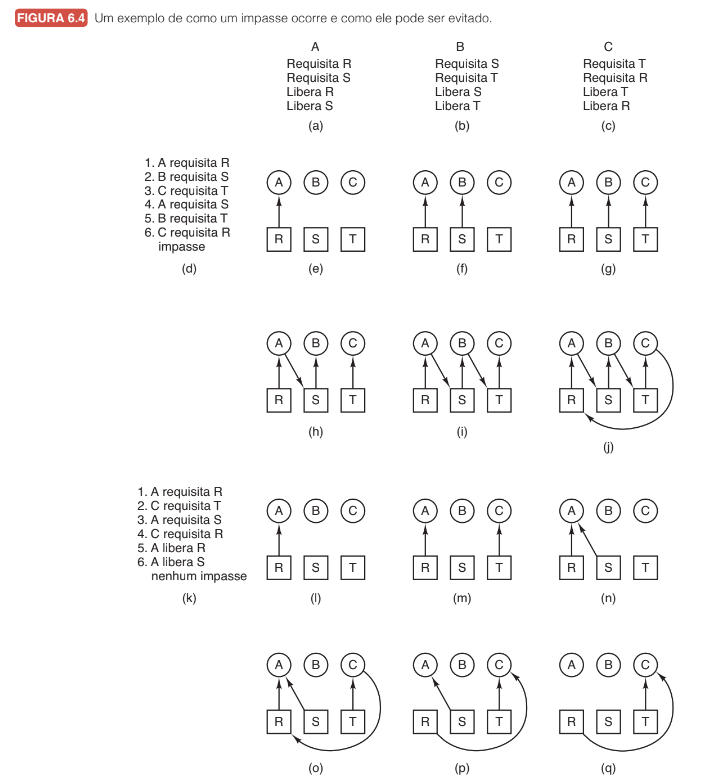 FIGURA 6.4 Um exemplo de como um impasse ocorre e como ele pode ser evitado.
A B C
Requisita R Requisita S Requisita T
Requisita S Requisita T Requisita R
Libera R Libera S Libera T
Libera S Libera T Libera R
(a) (b) (c)
1. A requisita R
2. B requisita S
3. C requisita T
4. A requisita S
5. B requisita T
6. C requisita R
impasse
(d)
A B C A B C A B C
R S T R S T R S T
(e) (f) (g)
A B C A B C A B C
R S T R S T R S T
(h) (i) (j)
1. A requisita R
2. C requisita T
3. A requisita S
4. C requisita R
5. A libera R
6. A libera S
nenhum impasse
(k)
A B C A B C A B C
R S T R S T R S T
(l) (m) (n)
A B C A B C A B C
R S T R S T R S T
(o) (p) (q)